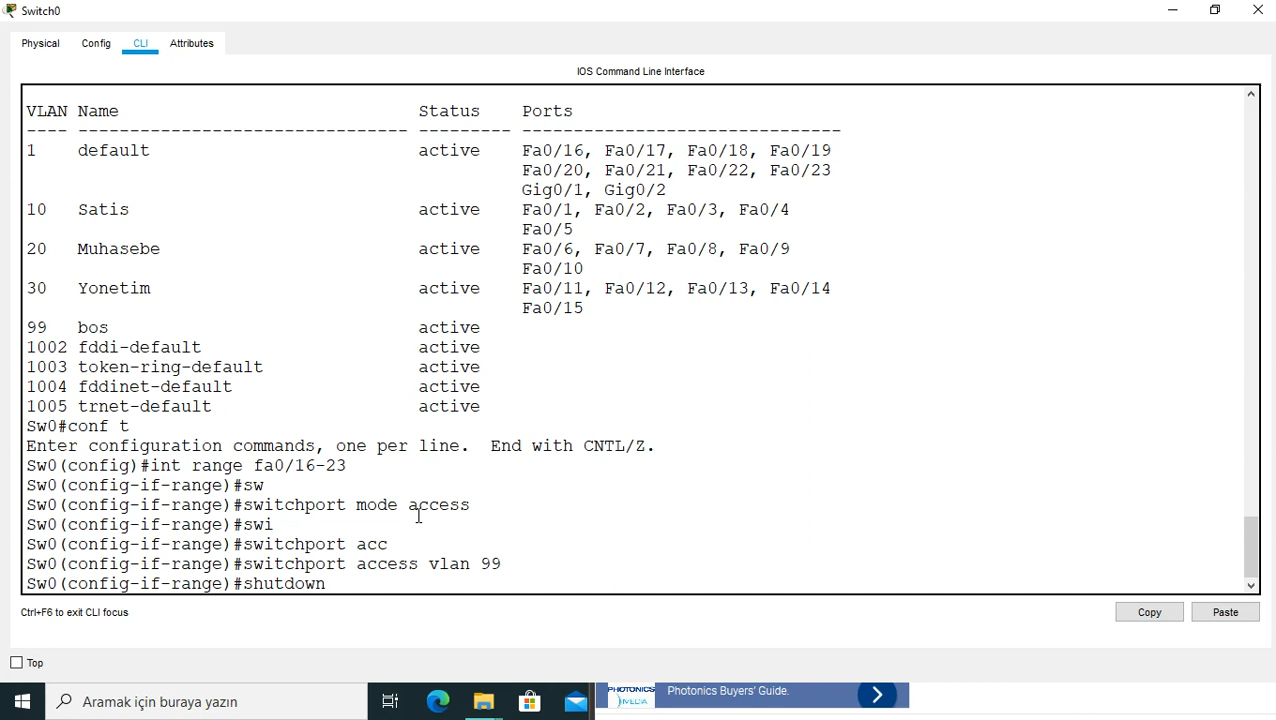 Switch0
Physical Config CLI Attributes
IOS Command Line Interface
VLAN Name Status Ports
---- -------------------------------- --------- -------------------------------
1 default active Fa0/16, Fa0/17, Fa0/18, Fa0/19
Fa0/20, Fa0/21, Fa0/22, Fa0/23
Gig0/1, Gig0/2
10 Satis active Fa0/1, Fa0/2, Fa0/3, Fa0/4
Fa0/5
20 Muhasebe active Fa0/6, Fa0/7, Fa0/8, Fa0/9
Fa0/10
30 Yonetim active Fa0/11, Fa0/12, Fa0/13, Fa0/14
Fa0/15
99 bos active
1002 fddi-default active
1003 token-ring-default active
1004 fddinet-default active
1005 trnet-default active
Sw0#conf t
Enter configuration commands, one per line. End with CNTL/Z.
Sw0(config)#int range fa0/16-23
Sw0(config-if-range)#sw
Sw0(config-if-range)#switchport mode access
Sw0(config-if-range)#swi
Sw0(config-if-range)#switchport acc
Sw0(config-if-range)#switchport access vlan 99
Sw0(config-if-range)#shutdown
Ctrl+F6 to exit CLI focus
Copy Paste
Top
Aramak için buraya yazın
PHOTONICS MEDIA
Photonics Buyers' Guide.